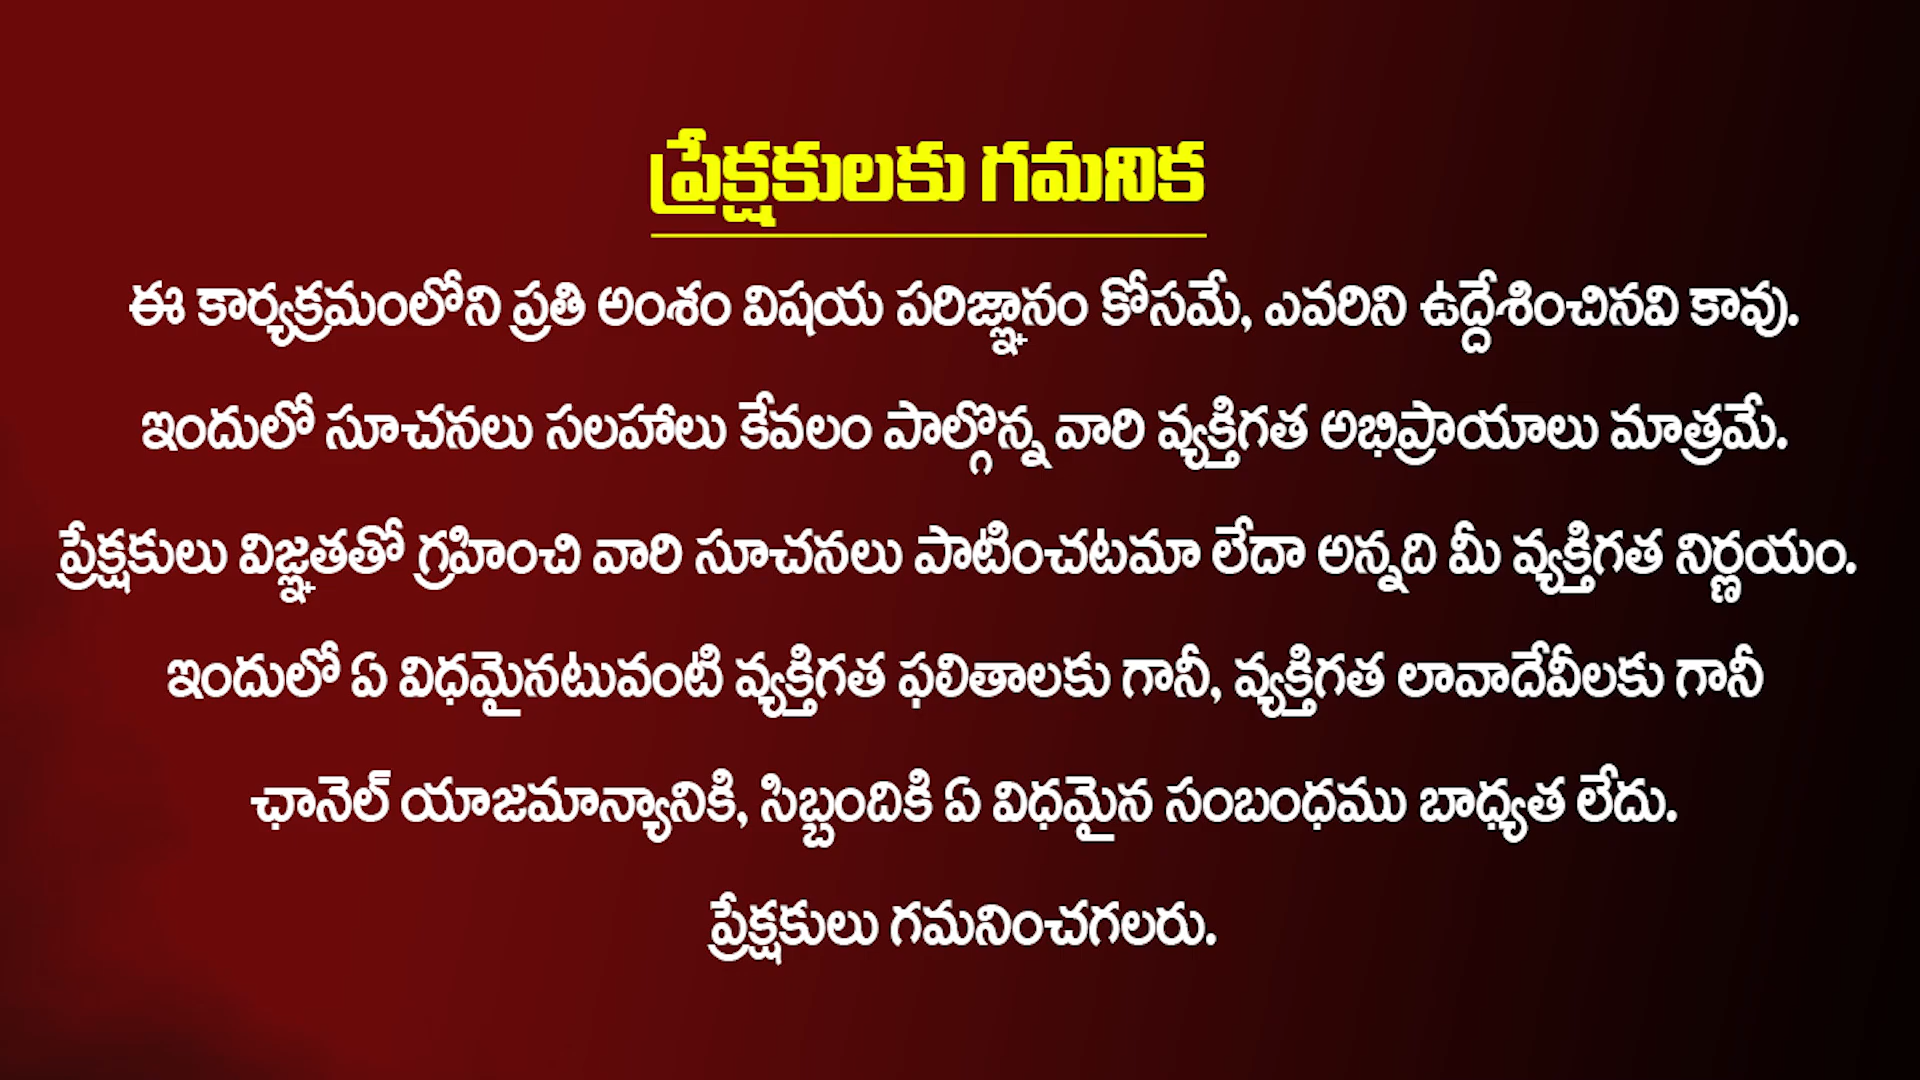 ప్రేక్షకులకు గమనిక
ఈ కార్యక్రమంలోని ప్రతి అంశం విషయ పరిజ్ఞానం కోసమే, ఎవరిని ఉద్దేశించినవి కావు.
ఇందులో సూచనలు సలహాలు కేవలం పాల్గొన్న వారి వ్యక్తిగత అభిప్రాయాలు మాత్రమే.
ప్రేక్షకులు విజ్ఞతతో గ్రహించి వారి సూచనలు పాటించటమా లేదా అన్నది మీ వ్యక్తిగత నిర్ణయం.
ఇందులో ఏ విధమైనటువంటి వ్యక్తిగత ఫలితాలకు గానీ, వ్యక్తిగత లావాదేవీలకు గానీ
ఛానెల్ యాజమాన్యానికి, సిబ్బందికి ఏ విధమైన సంబంధము బాధ్యత లేదు.
ప్రేక్షకులు గమనించగలరు.